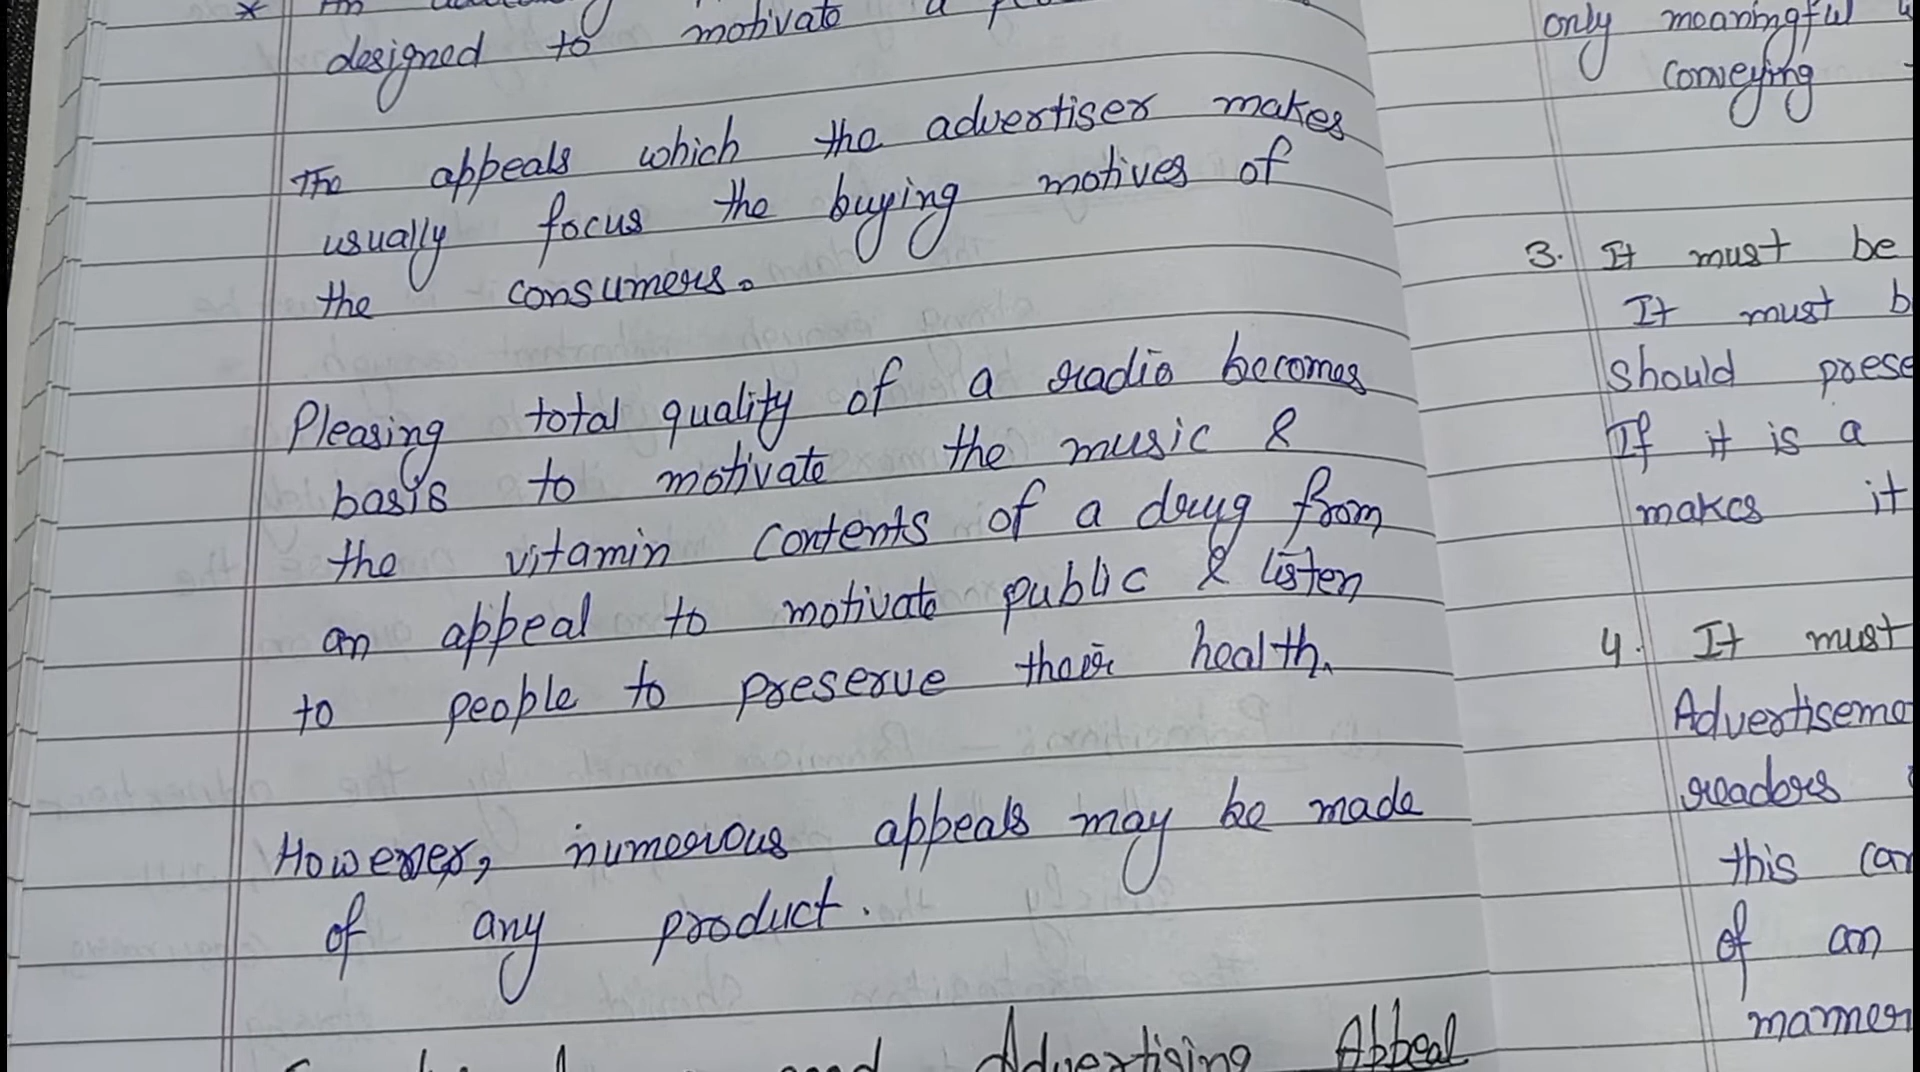 designed to motivate a
The appeals which the advertiser makes
usually focus the buying motives of
the consumers.
Pleasing total quality of a radio becomes
basis to motivate the music &
the vitamin contents of a drug from
an appeal to motivate public & listen
to people to preserve their health.
However, numerous appeals may be made
of any product.
Advertising Appeal
only meaningful
conveying
3. It must be
It must b
should prese
If it is a
makes it
4. It must
Advertiseme
readers
this can
of an
manner